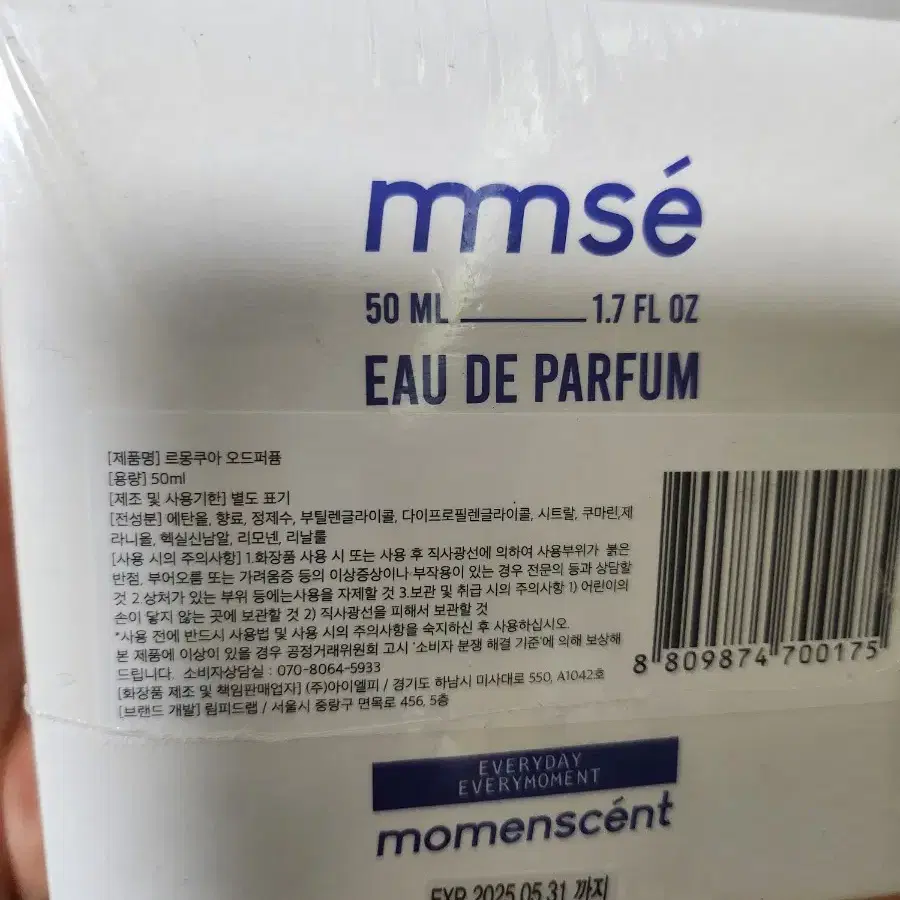 mmsé
50 ML 1.7 FL OZ
EAU DE PARFUM
[제품명] 르몽쿠아 오드퍼퓸
[용량] 50ml
[제조 및 사용기한] 별도 표기
[전성분] 에탄올, 향료, 정제수, 부틸렌글라이콜, 다이프로필렌글라이콜, 시트랄, 쿠마린,제
라니올, 헥실신남알, 리모넨, 리날룰
[사용 시의 주의사항] 1.화장품 사용 시 또는 사용 후 직사광선에 의하여 사용부위가 붉은
반점, 부어오름 또는 가려움증 등의 이상증상이나 부작용이 있는 경우 전문의 등과 상담할
것 2.상처가 있는 부위 등에는사용을 자제할 것 3.보관 및 취급 시의 주의사항 1) 어린이의
손이 닿지 않는 곳에 보관할 것 2) 직사광선을 피해서 보관할 것
*사용 전에 반드시 사용법 및 사용 시의 주의사항을 숙지하신 후 사용하십시오.
본 제품에 이상이 있을 경우 공정거래위원회 고시 '소비자 분쟁 해결 기준'에 의해 보상해
드립니다. 소비자상담실 : 070-8064-5933
[화장품 제조 및 책임판매업자] (주)아이엘피 / 경기도 하남시 미사대로 550, A1042호
[브랜드 개발] 림피드랩 / 서울시 중랑구 면목로 456, 5층
8 809874 700175
EVERYDAY
EVERYMOMENT
momenscént
EXP 2025.05.31 까지